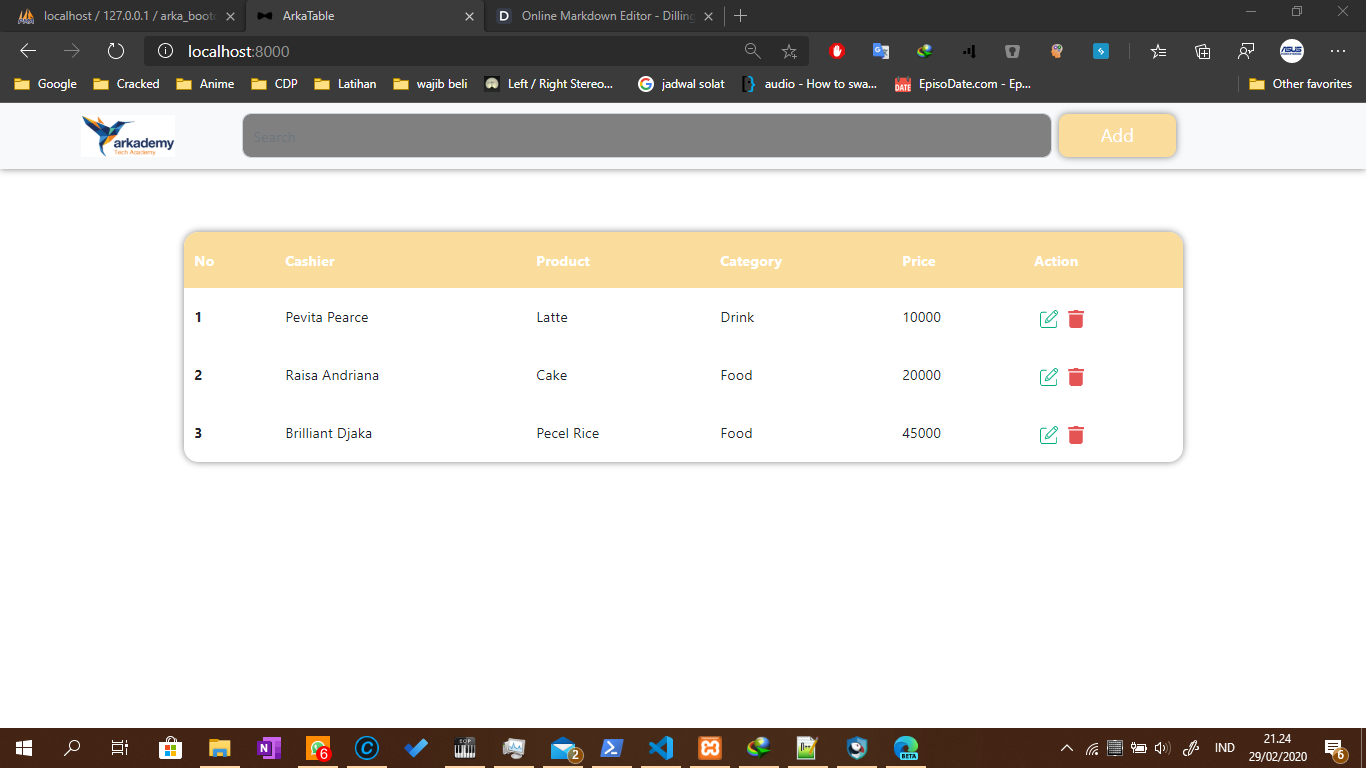 localhost / 127.0.0.1 / arka_boot
ArkaTable
Online Markdown Editor - Dilling
D
localhost:8000
ASUS
Google
Cracked
Anime
CDP
Latihan
wajib beli
Left / Right Stereo...
jadwal solat
audio - How to swa...
EpisoDate.com - Ep...
Other favorites
arkademy
Tech Academy
Search
Add
No Cashier Product Category Price Action
1 Pevita Pearce Latte Drink 10000
2 Raisa Andriana Cake Food 20000
3 Brilliant Djaka Pecel Rice Food 45000
6
2
BETA
IND
21.24
29/02/2020
6